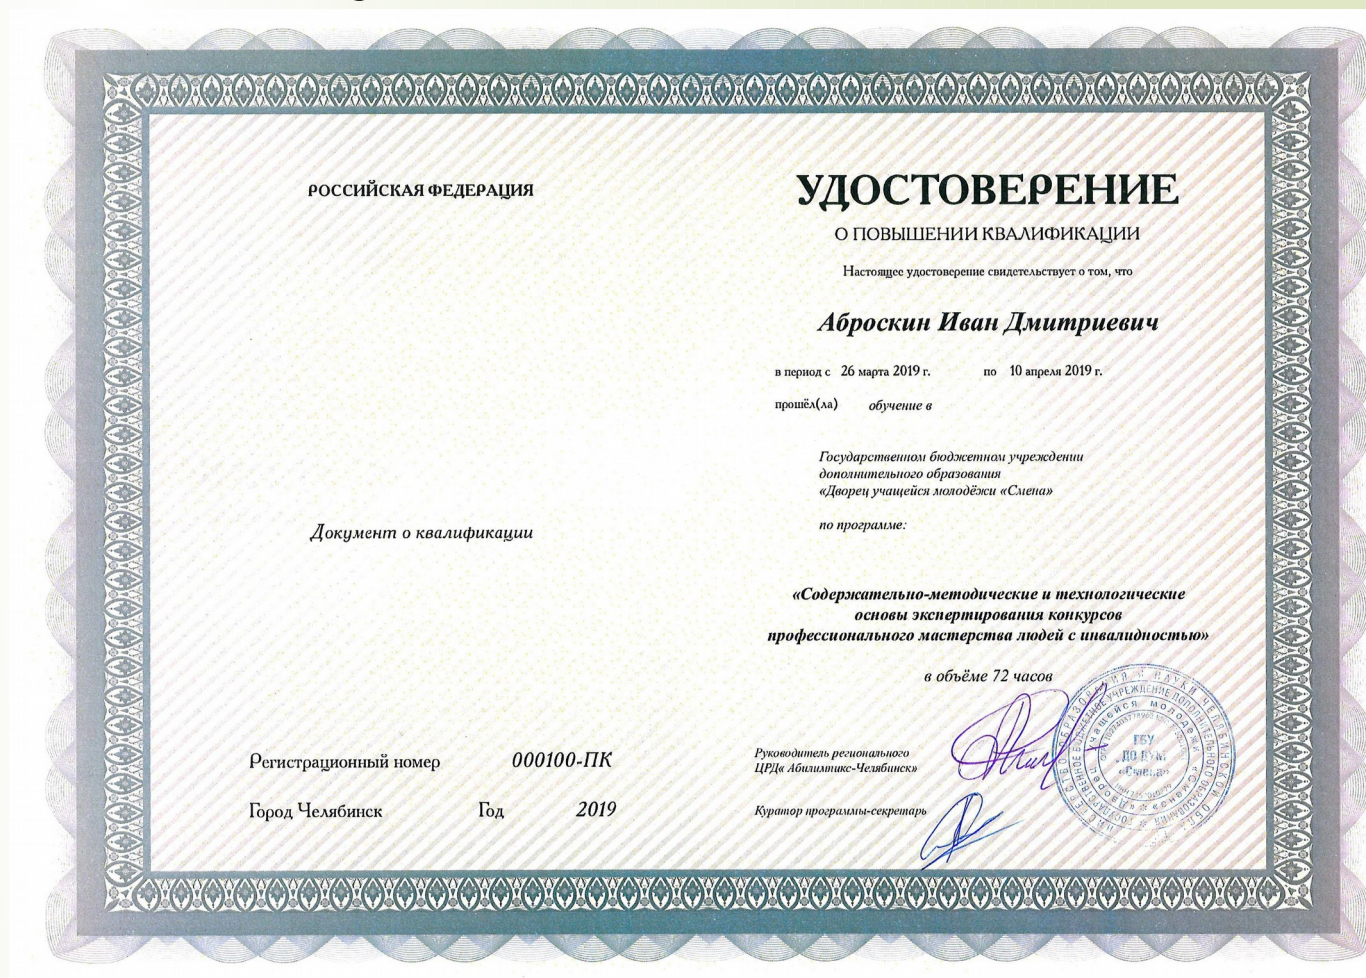 РОССИЙСКАЯ ФЕДЕРАЦИЯ
Документ о квалификации
Регистрационный номер 000100-ПК
Город Челябинск Год 2019
УДОСТОВЕРЕНИЕ
О ПОВЫШЕНИИ КВАЛИФИКАЦИИ
Настоящее удостоверение свидетельствует о том, что
Аброскин Иван Дмитриевич
в период с 26 марта 2019 г. по 10 апреля 2019 г.
прошёл(ла) обучение в
Государственном бюджетном учреждении
дополнительного образования
«Дворец учащейся молодёжи «Смена»
по программе:
«Содержательно-методические и технологические
основы экспертирования конкурсов
профессионального мастерства людей с инвалидностью»
в объёме 72 часов
Руководитель регионального
ЦРД« Абилимпикс-Челябинск»
Куратор программы-секретарь
ГБУ
ДО ДУМ
«Смена»